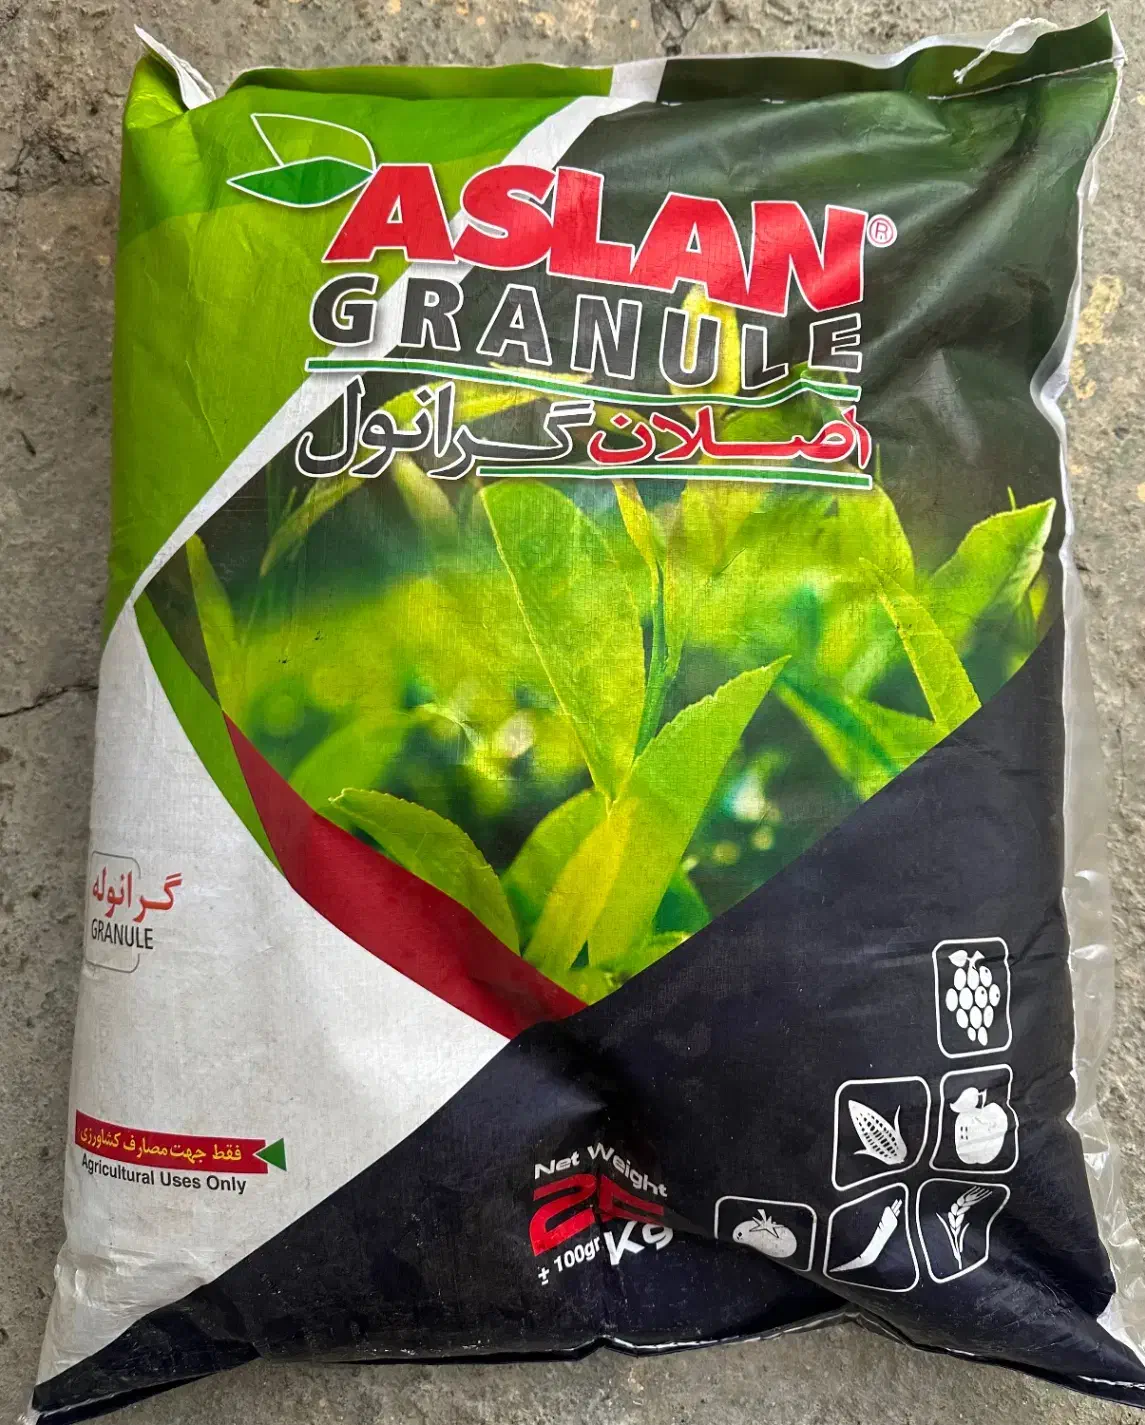 ASLAN®
GRANULE
اصلان گرانول
گرانوله
GRANULE
فقط جهت مصارف کشاورزی
Agricultural Uses Only
Net Weight
25
± 100gr Kg